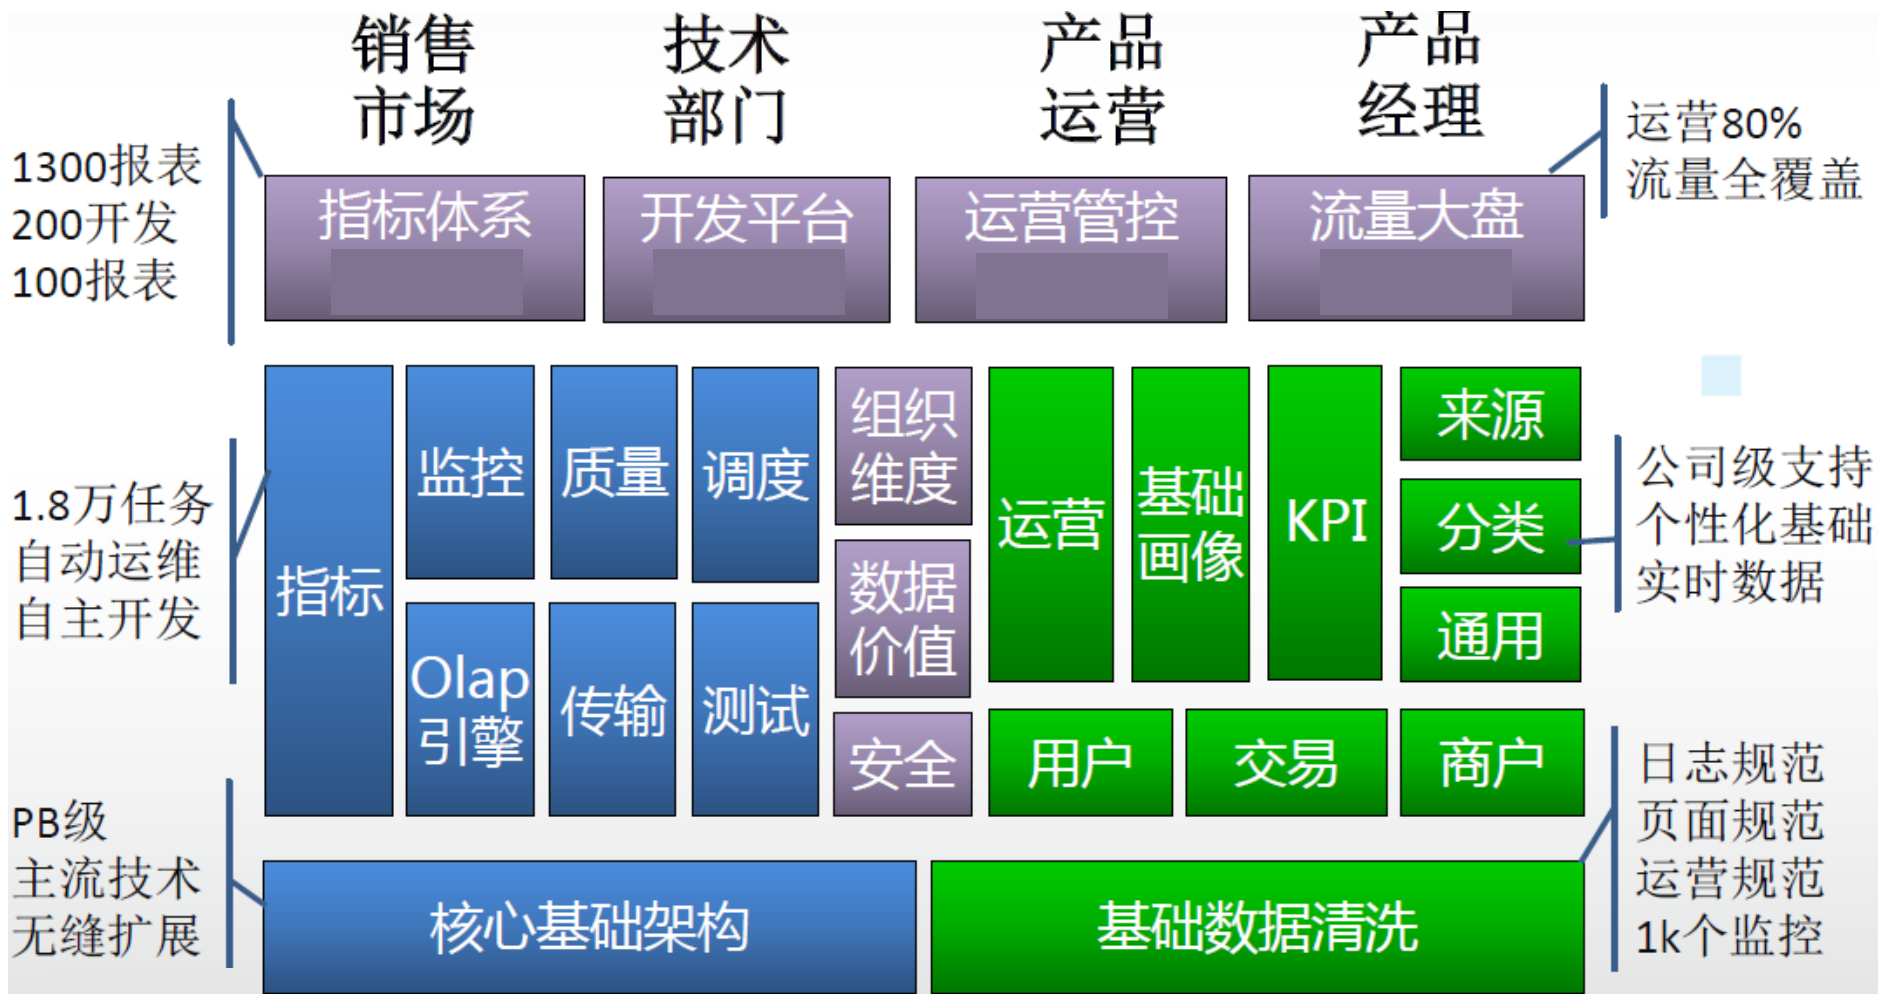 销售
市场
技术
部门
产品
运营
产品
经理
1300报表
200开发
100报表
指标体系
开发平台
运营管控
流量大盘
运营80%
流量全覆盖
1.8万任务
自动运维
自主开发
指标
监控
质量
调度
Olap
引擎
传输
测试
组织
维度
数据
价值
安全
运营
基础
画像
KPI
来源
分类
通用
用户
交易
商户
公司级支持
个性化基础
实时数据
PB级
主流技术
无缝扩展
核心基础架构
基础数据清洗
日志规范
页面规范
运营规范
1k个监控